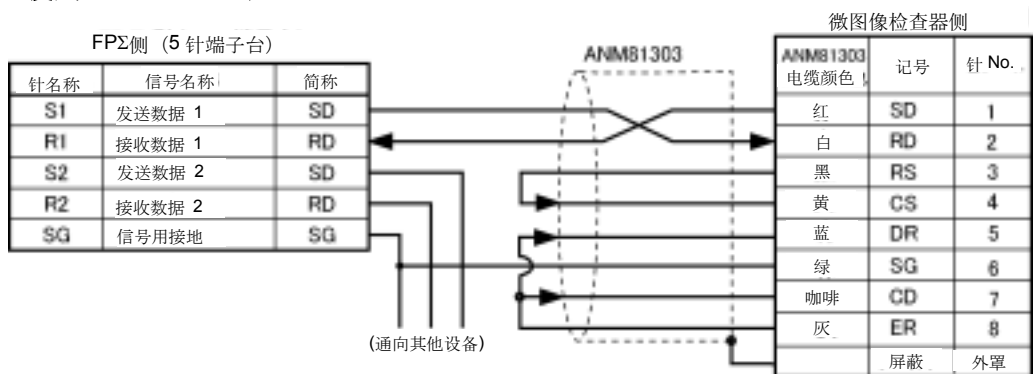 微图像检查器侧
FPΣ侧（5 针端子台）
ANM81303
针名称 信号名称 简称
S1 发送数据 1 SD
R1 接收数据 1 RD
S2 发送数据 2 SD
R2 接收数据 2 RD
SG 信号用接地 SG
(通向其他设备)
ANM81303
电缆颜色 记号 针 No.
红 SD 1
白 RD 2
黑 RS 3
黄 CS 4
蓝 DR 5
绿 SG 6
咖啡 CD 7
灰 ER 8
屏蔽 外罩